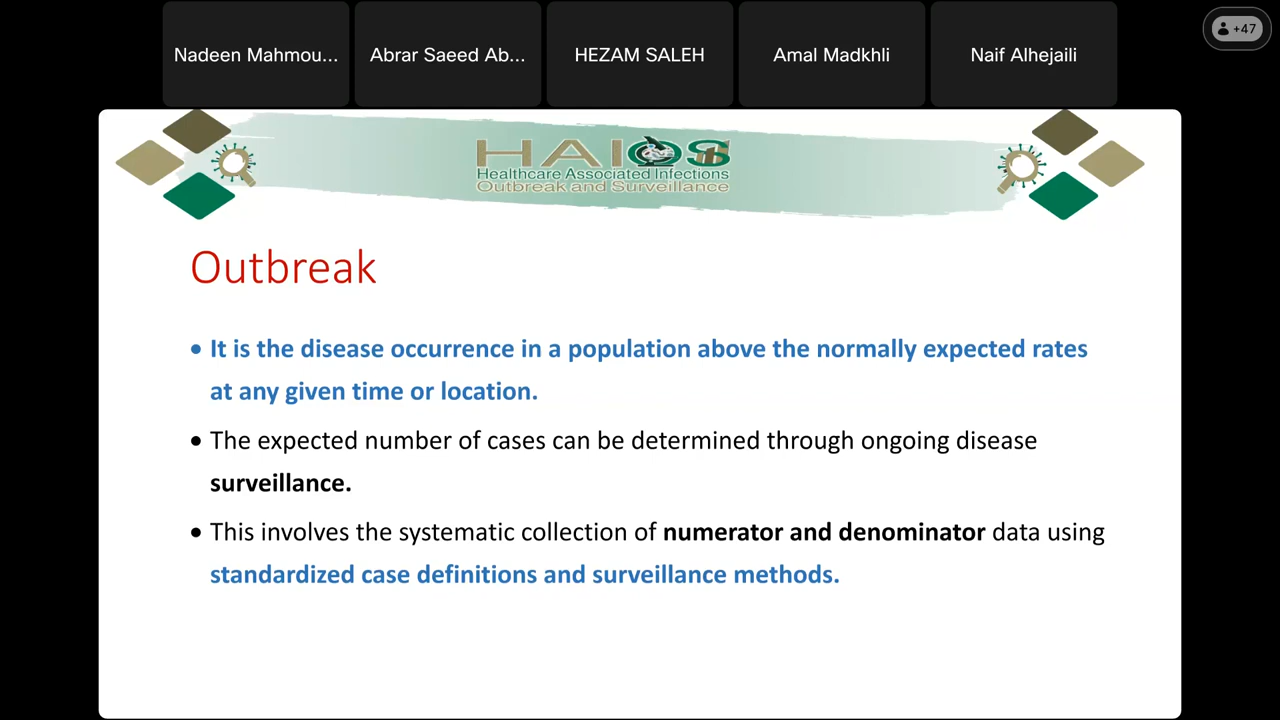 Nadeen Mahmou...
Abrar Saeed Ab...
HEZAM SALEH
Amal Madkhli
Naif Alhejaili
+47
HAIOS
Healthcare Associated Infections
Outbreak and Surveillance
Outbreak
• It is the disease occurrence in a population above the normally expected rates
at any given time or location.
• The expected number of cases can be determined through ongoing disease
surveillance.
• This involves the systematic collection of numerator and denominator data using
standardized case definitions and surveillance methods.